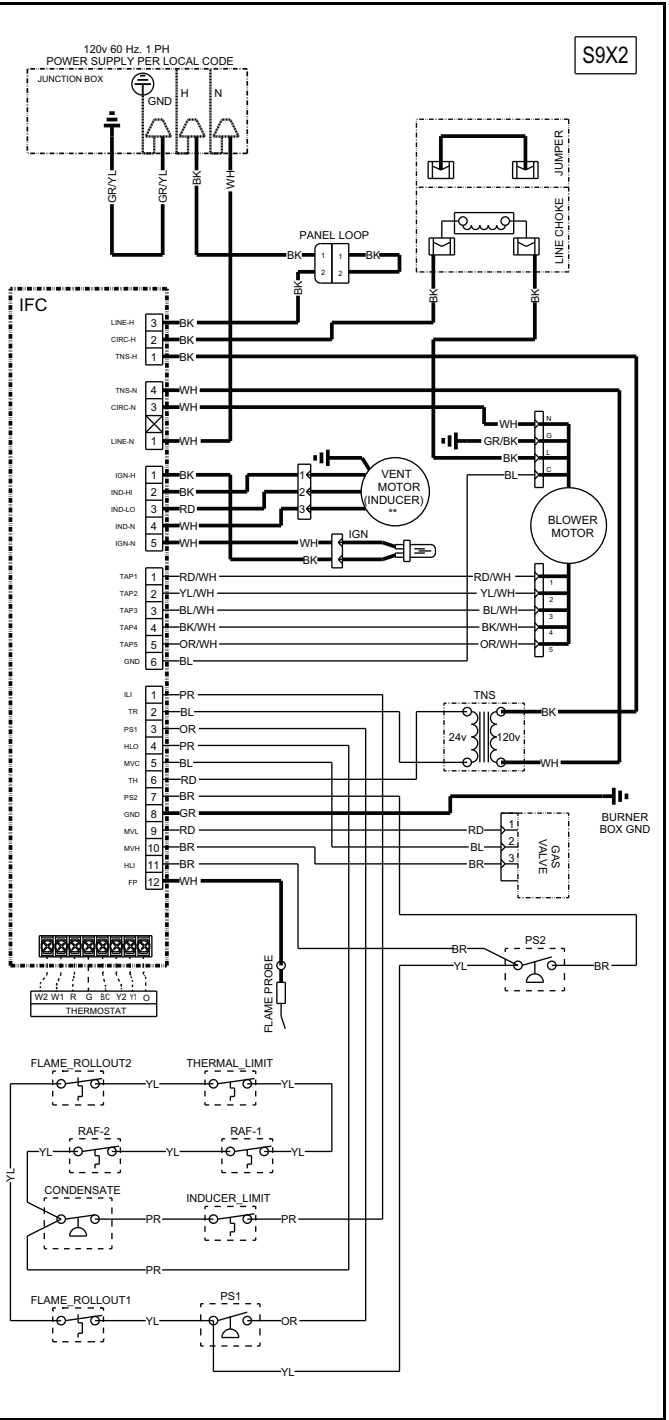 120v 60 Hz. 1 PH
POWER SUPPLY PER LOCAL CODE
S9X2
JUNCTION BOX
GND
H
N
GR/YL
GR/YL
BK
WH
JUMPER
LINE CHOKE
PANEL LOOP
BK
1
1
BK
2
2
BK
BK
BK
IFC
LINE-H 3 BK
CIRC-H 2 BK
TNS-H 1 BK
TNS-N 4 WH
CIRC-N 3 WH
LINE-N 1 WH
WH N
GR/BK G
BK L
BL C
BLOWER
MOTOR
IGN-H 1 BK
IND-HI 2 BK
IND-LO 3 RD
IND-N 4 WH
IGN-N 5 WH
1
2
3
VENT
MOTOR
(INDUCER)
**
WH IGN
BK
TAP1 1 RD/WH RD/WH 1
TAP2 2 YL/WH YL/WH 2
TAP3 3 BL/WH BL/WH 3
TAP4 4 BK/WH BK/WH 4
TAP5 5 OR/WH OR/WH 5
GND 6 BL
ILI 1 PR
TR 2 BL
PS1 3 OR
HLO 4 PR
MVC 5 BL
TH 6 RD
PS2 7 BR
GND 8 GR
MVL 9 RD
MVH 10 BR
HLI 11 BR
FP 12 WH
TNS
BK
24v
120v
WH
BURNER
BOX GND
RD 1
BL 2
BR 3
GAS
VALVE
PS2
BR
YL
BR
FLAME PROBE
W2 W1 R G B/C Y2 Y1 O
THERMOSTAT
FLAME_ROLLOUT2
THERMAL_LIMIT
YL
YL
RAF-2
RAF-1
YL
YL
YL
YL
CONDENSATE
INDUCER_LIMIT
PR
PR
PR
FLAME_ROLLOUT1
PS1
YL
OR
YL